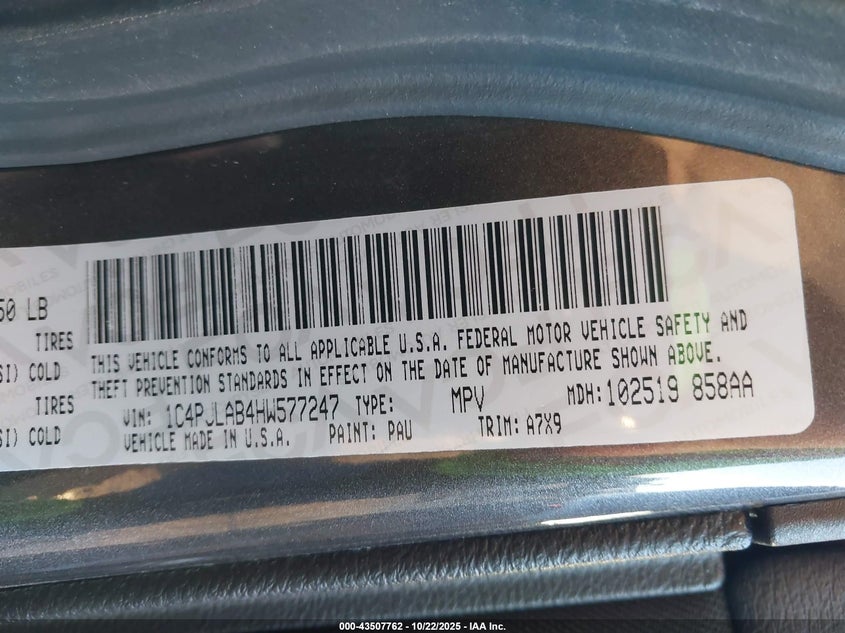 50 LB
TIRES
SI) COLD
TIRES
SI) COLD
THIS VEHICLE CONFORMS TO ALL APPLICABLE U.S.A. FEDERAL MOTOR VEHICLE SAFETY AND
THEFT PREVENTION STANDARDS IN EFFECT ON THE DATE OF MANUFACTURE SHOWN ABOVE.
VIN: 1C4PJLAB4HW577247 TYPE: MPV MDH: 102519 858AA
VEHICLE MADE IN U.S.A. PAINT: PAU TRIM: A7X9
000-43507762 - 10/22/2025 - IAA Inc.